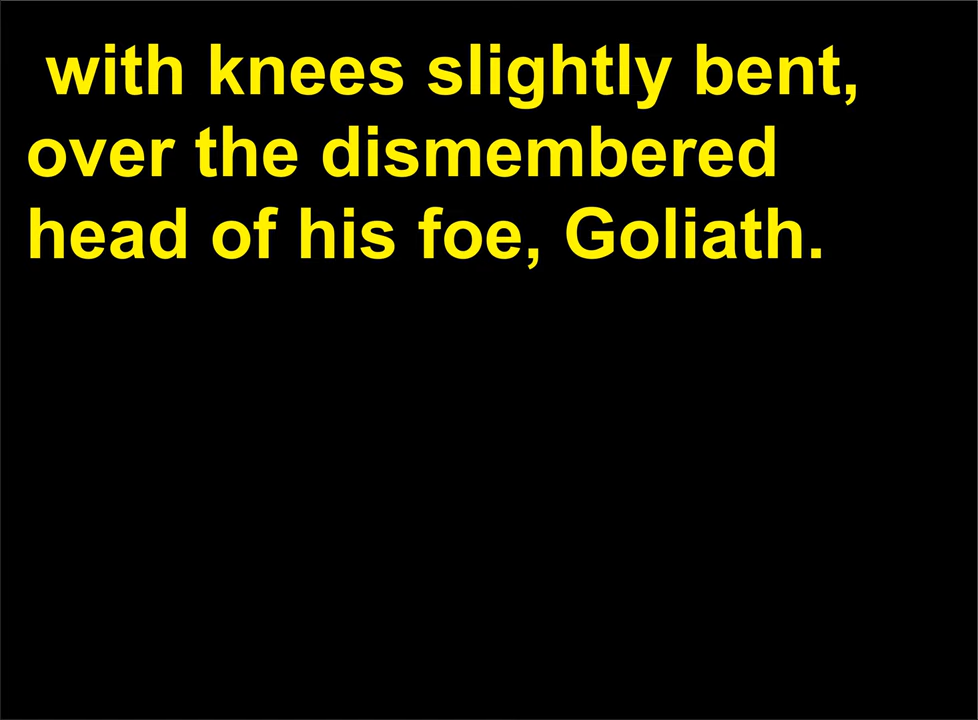 with knees slightly bent,
over the dismembered
head of his foe, Goliath.